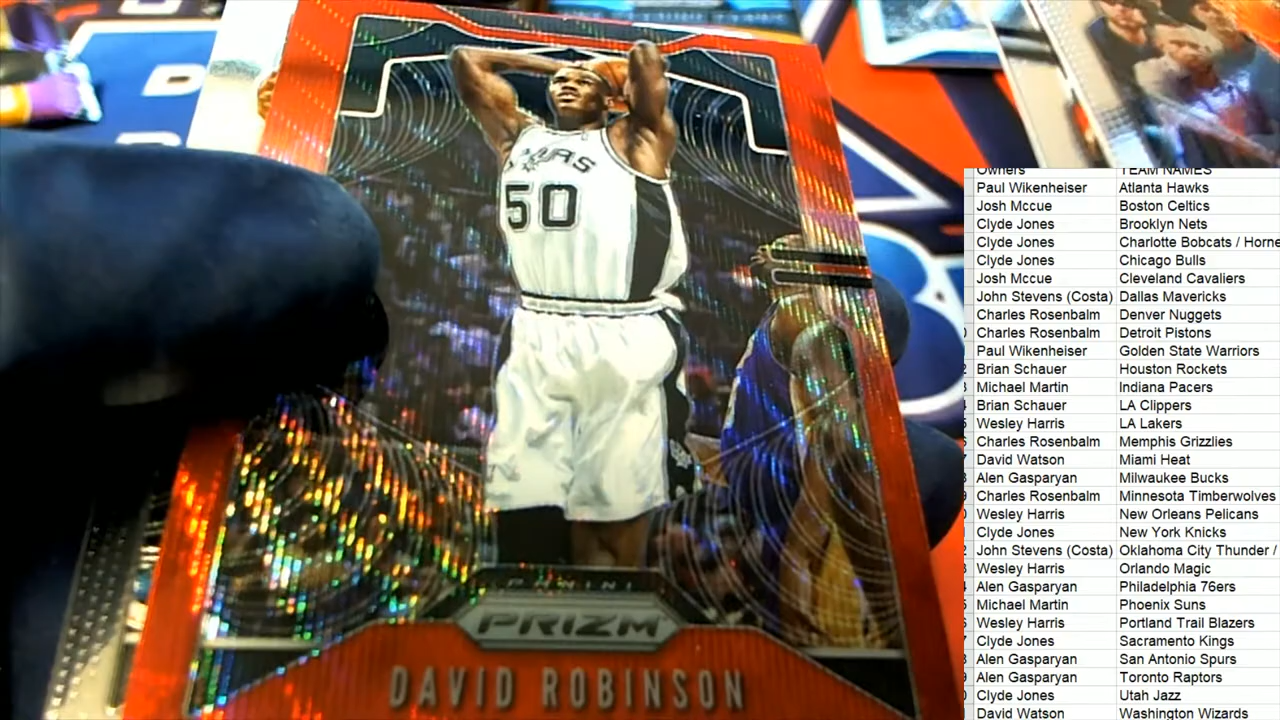 SPURS
50
PANINI
PRIZM
DAVID ROBINSON
Owners TEAM NAMES
Paul Wikenheiser Atlanta Hawks
Josh Mccue Boston Celtics
Clyde Jones Brooklyn Nets
Clyde Jones Charlotte Bobcats / Horne
Clyde Jones Chicago Bulls
Josh Mccue Cleveland Cavaliers
John Stevens (Costa) Dallas Mavericks
Charles Rosenbalm Denver Nuggets
Charles Rosenbalm Detroit Pistons
Paul Wikenheiser Golden State Warriors
Brian Schauer Houston Rockets
Michael Martin Indiana Pacers
Brian Schauer LA Clippers
Wesley Harris LA Lakers
Charles Rosenbalm Memphis Grizzlies
David Watson Miami Heat
Alen Gasparyan Milwaukee Bucks
Charles Rosenbalm Minnesota Timberwolves
Wesley Harris New Orleans Pelicans
Clyde Jones New York Knicks
John Stevens (Costa) Oklahoma City Thunder /
Wesley Harris Orlando Magic
Alen Gasparyan Philadelphia 76ers
Michael Martin Phoenix Suns
Wesley Harris Portland Trail Blazers
Clyde Jones Sacramento Kings
Alen Gasparyan San Antonio Spurs
Alen Gasparyan Toronto Raptors
Clyde Jones Utah Jazz
David Watson Washington Wizards